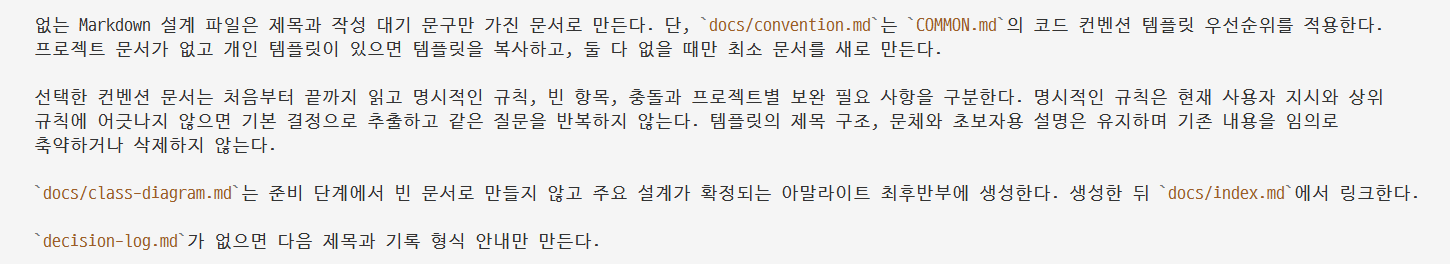 없는 Markdown 설계 파일은 제목과 작성 대기 문구만 가진 문서로 만든다. 단, `docs/convention.md`는 `COMMON.md`의 코드 컨벤션 템플릿 우선순위를 적용한다.
프로젝트 문서가 없고 개인 템플릿이 있으면 템플릿을 복사하고, 둘 다 없을 때만 최소 문서를 새로 만든다.
선택한 컨벤션 문서는 처음부터 끝까지 읽고 명시적인 규칙, 빈 항목, 충돌과 프로젝트별 보완 필요 사항을 구분한다. 명시적인 규칙은 현재 사용자 지시와 상위
규칙에 어긋나지 않으면 기본 결정으로 추출하고 같은 질문을 반복하지 않는다. 템플릿의 제목 구조, 문체와 초보자용 설명은 유지하며 기존 내용을 임의로
축약하거나 삭제하지 않는다.
`docs/class-diagram.md`는 준비 단계에서 빈 문서로 만들지 않고 주요 설계가 확정되는 아말라이트 최후반부에 생성한다. 생성한 뒤 `docs/index.md`에서 링크한다.
`decision-log.md`가 없으면 다음 제목과 기록 형식 안내만 만든다.